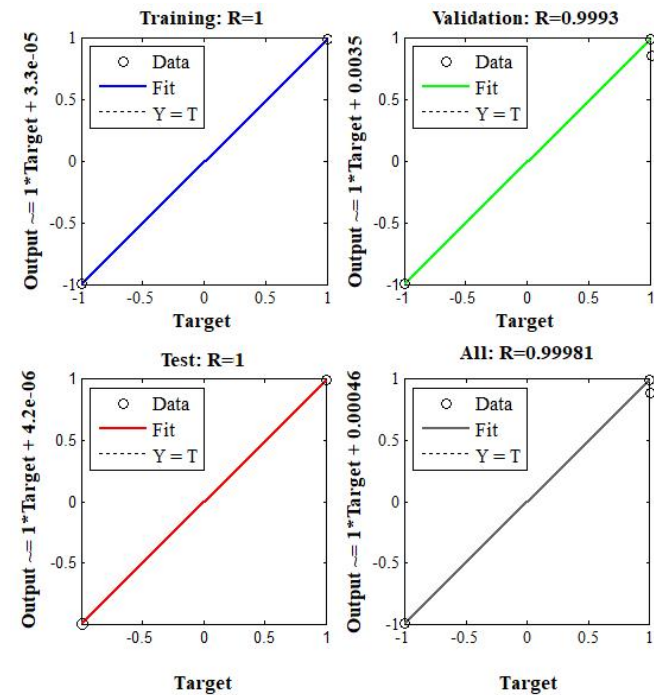 Training: R=1
Output ~= 1*Target + 3.3e-05
1
0.5
0
-0.5
-1
Data
Fit
Y = T
-1
-0.5
0
0.5
1
Target
Validation: R=0.9993
Output ~= 1*Target + 0.0035
1
0.5
0
-0.5
-1
Data
Fit
Y = T
-1
-0.5
0
0.5
1
Target
Test: R=1
Output ~= 1*Target + 4.2e-06
1
0.5
0
-0.5
Data
Fit
Y = T
-0.5
0
0.5
1
Target
All: R=0.99981
Output ~= 1*Target + 0.00046
1
0.5
0
-0.5
-1
Data
Fit
Y = T
-1
-0.5
0
0.5
1
Target